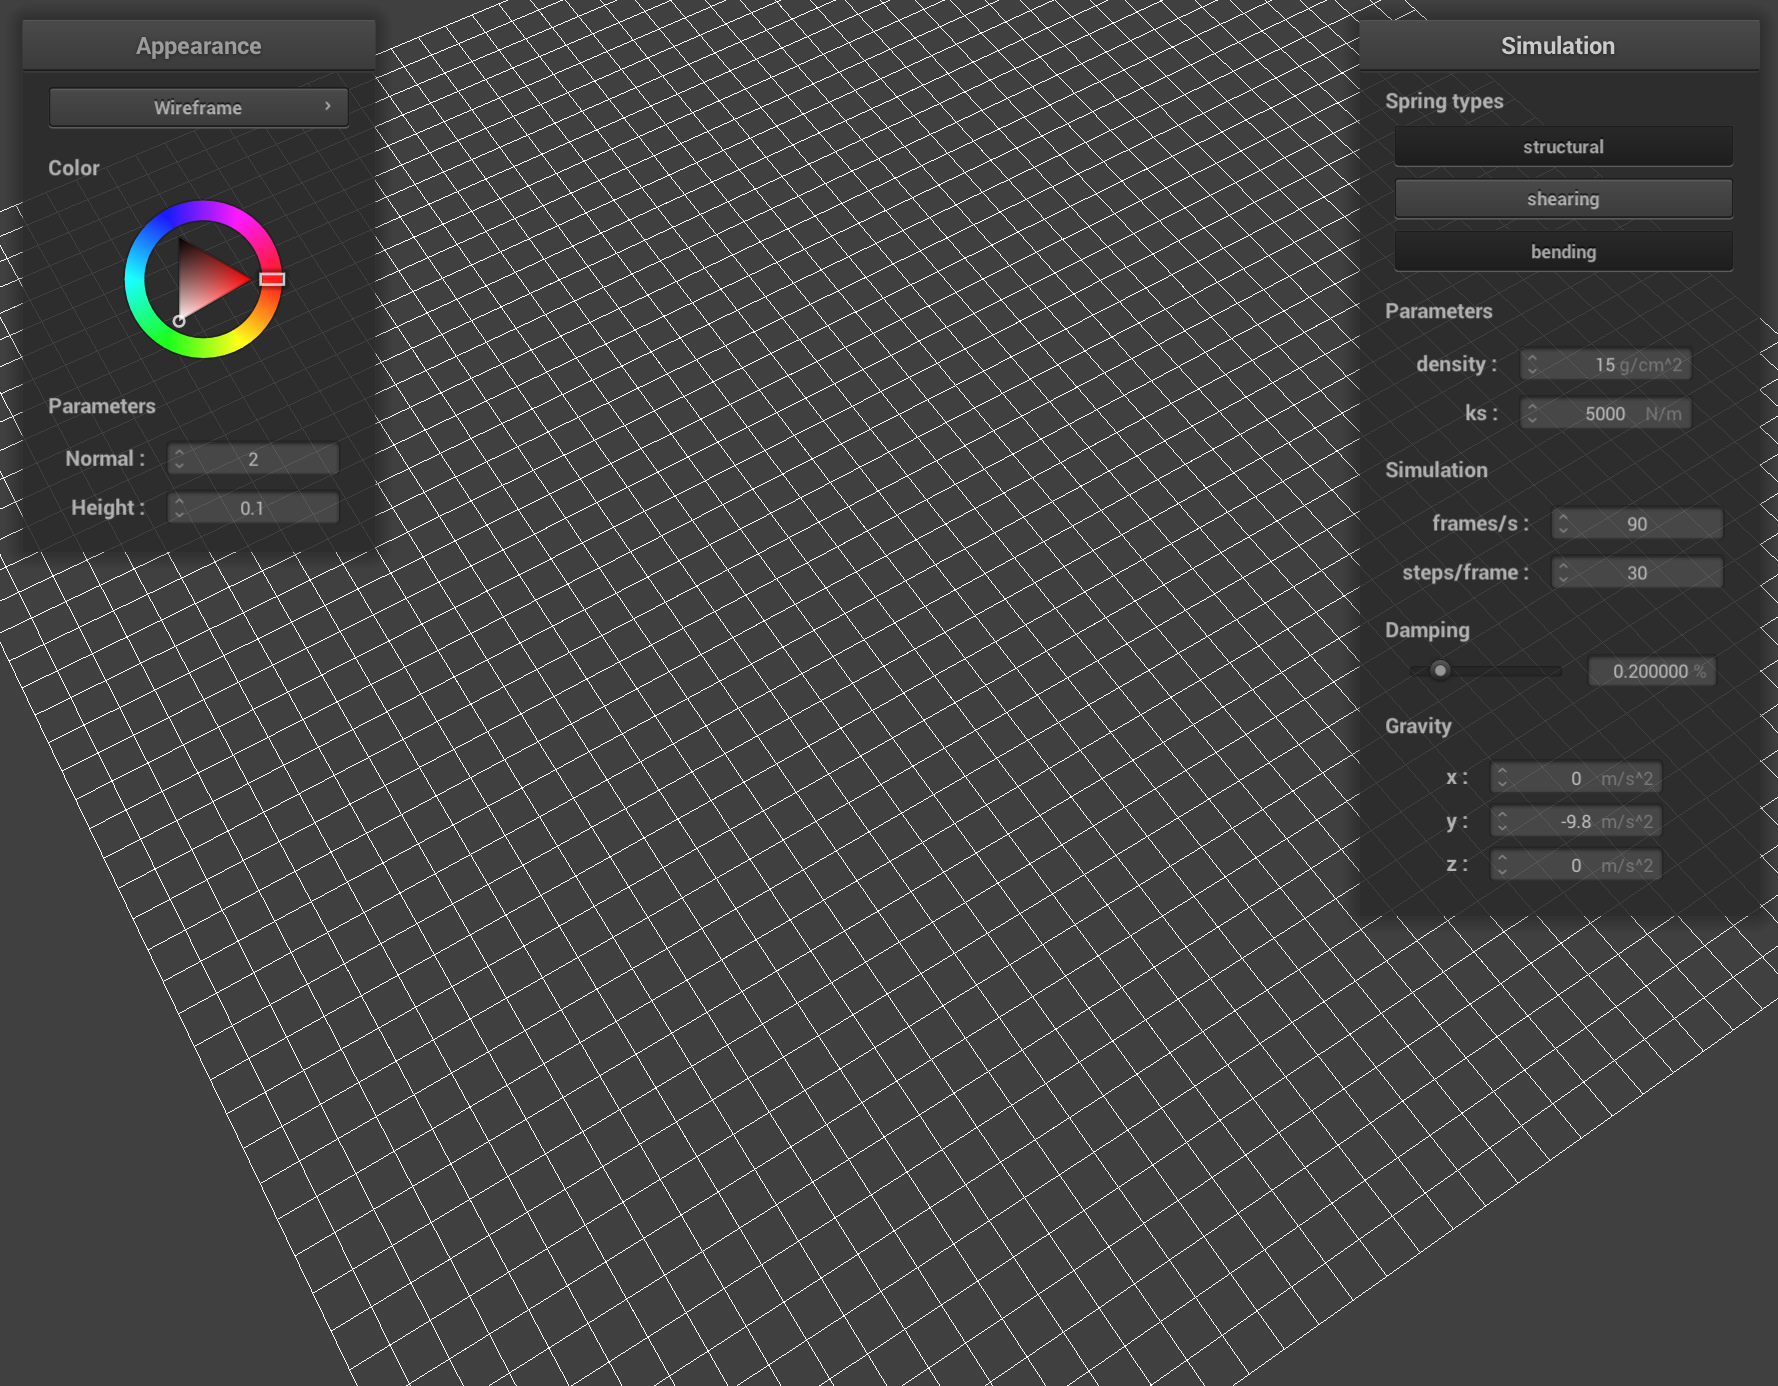 Appearance
Wireframe
Color
Parameters
Normal : 2
Height : 0.1
Simulation
Spring types
structural
shearing
bending
Parameters
density : 15 g/cm^2
ks : 5000 N/m
Simulation
frames/s : 90
steps/frame : 30
Damping
0.200000 %
Gravity
x : 0 m/s^2
y : -9.8 m/s^2
z : 0 m/s^2